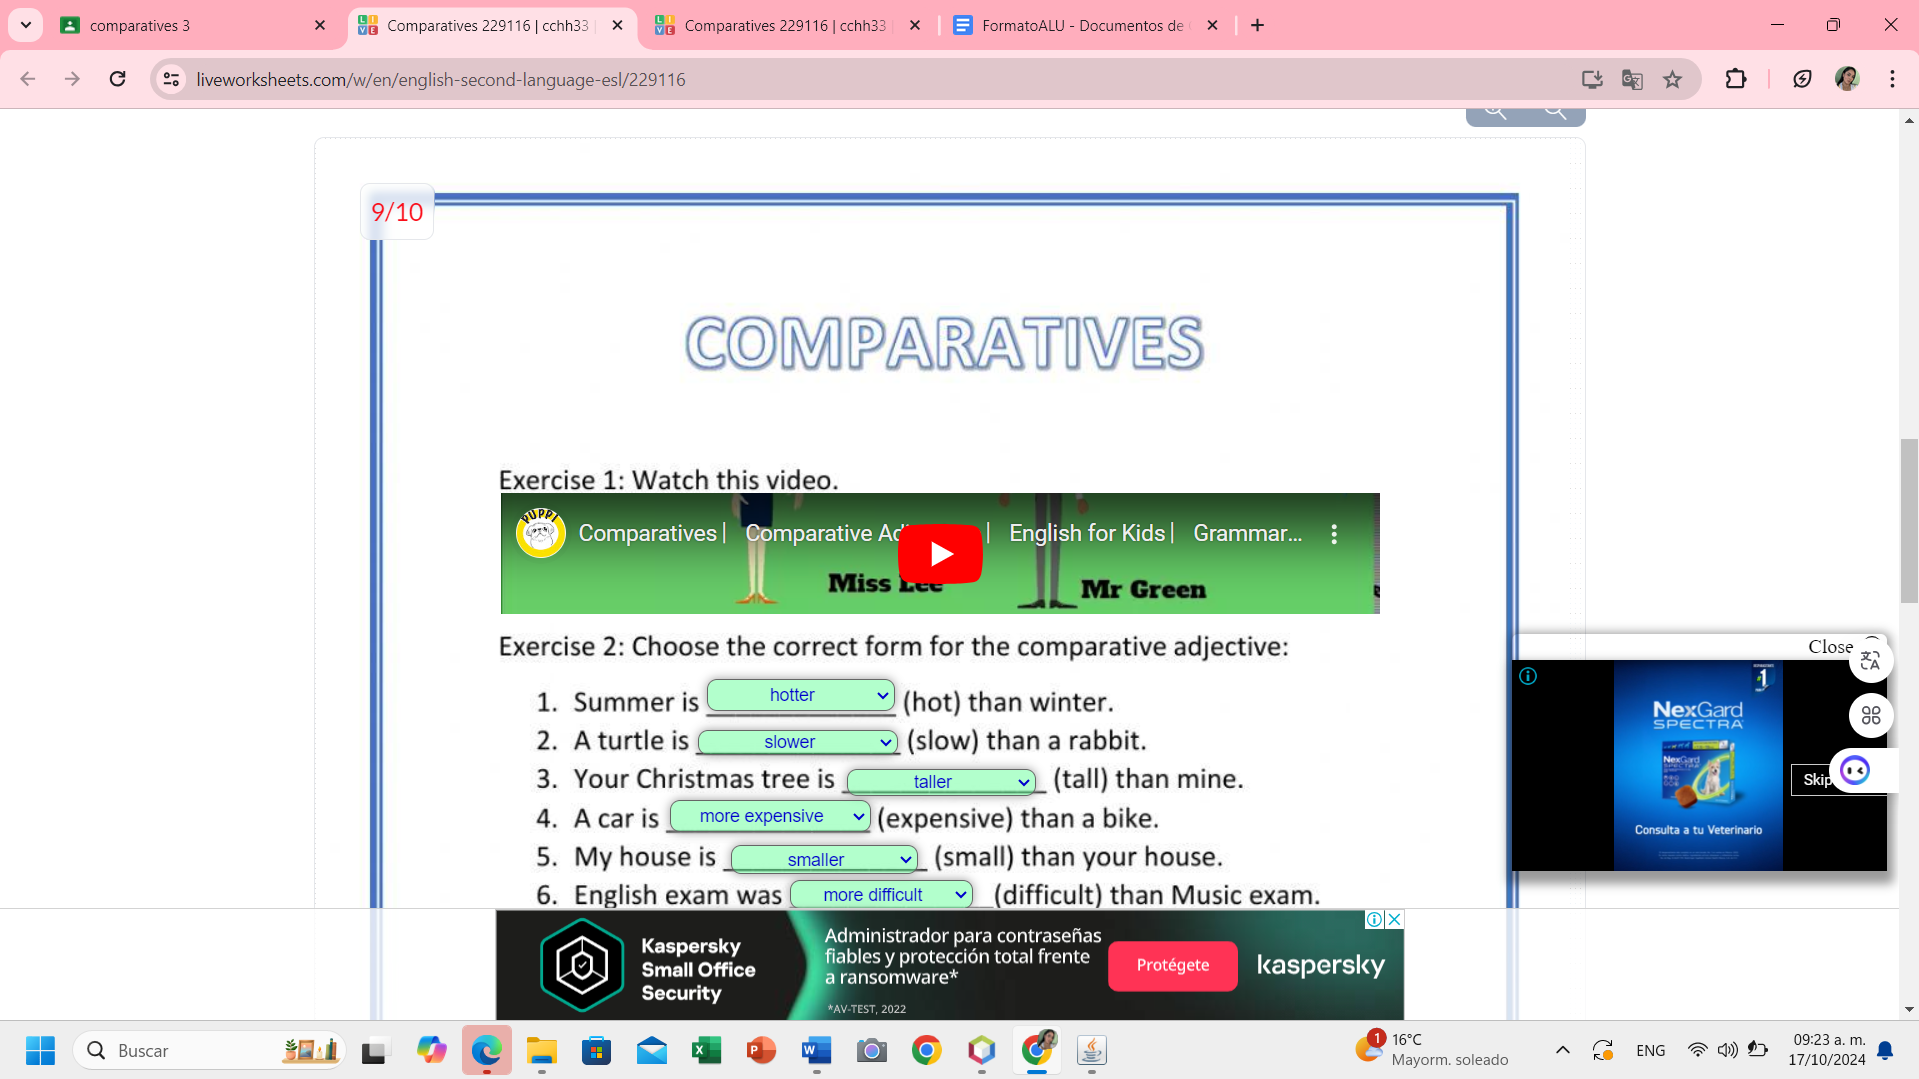 comparatives 3
Comparatives 229116 | cchh33
Comparatives 229116 | cchh33
FormatoALU - Documentos de
liveworksheets.com/w/en/english-second-language-esl/229116
9/10
COMPARATIVES
Exercise 1: Watch this video.
PUPPI
Comparatives | Comparative Ad | English for Kids | Grammar...
Miss Lee
Mr Green
Exercise 2: Choose the correct form for the comparative adjective:
1. Summer is hotter (hot) than winter.
2. A turtle is slower (slow) than a rabbit.
3. Your Christmas tree is taller (tall) than mine.
4. A car is more expensive (expensive) than a bike.
5. My house is smaller (small) than your house.
6. English exam was more difficult (difficult) than Music exam.
Close
NexGard
SPECTRA
NexGard
SPECTRA
Consulta a tu Veterinario
Skip
Kaspersky
Small Office
Security
Administrador para contraseñas
fiables y protección total frente
a ransomware*
*AV-TEST, 2022
Protégete
kaspersky
Buscar
1
16°C
Mayorm. soleado
ENG
09:23 a. m.
17/10/2024